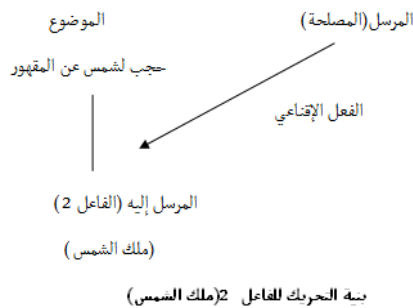 المرسل(المصلحة)
الموضوع
حجب لشمس عن المقهور
الفعل الإقناعي
المرسل إليه (الفاعل 2)
(ملك الشمس)
بنية التحريك للفاعل 2(ملك الشمس)